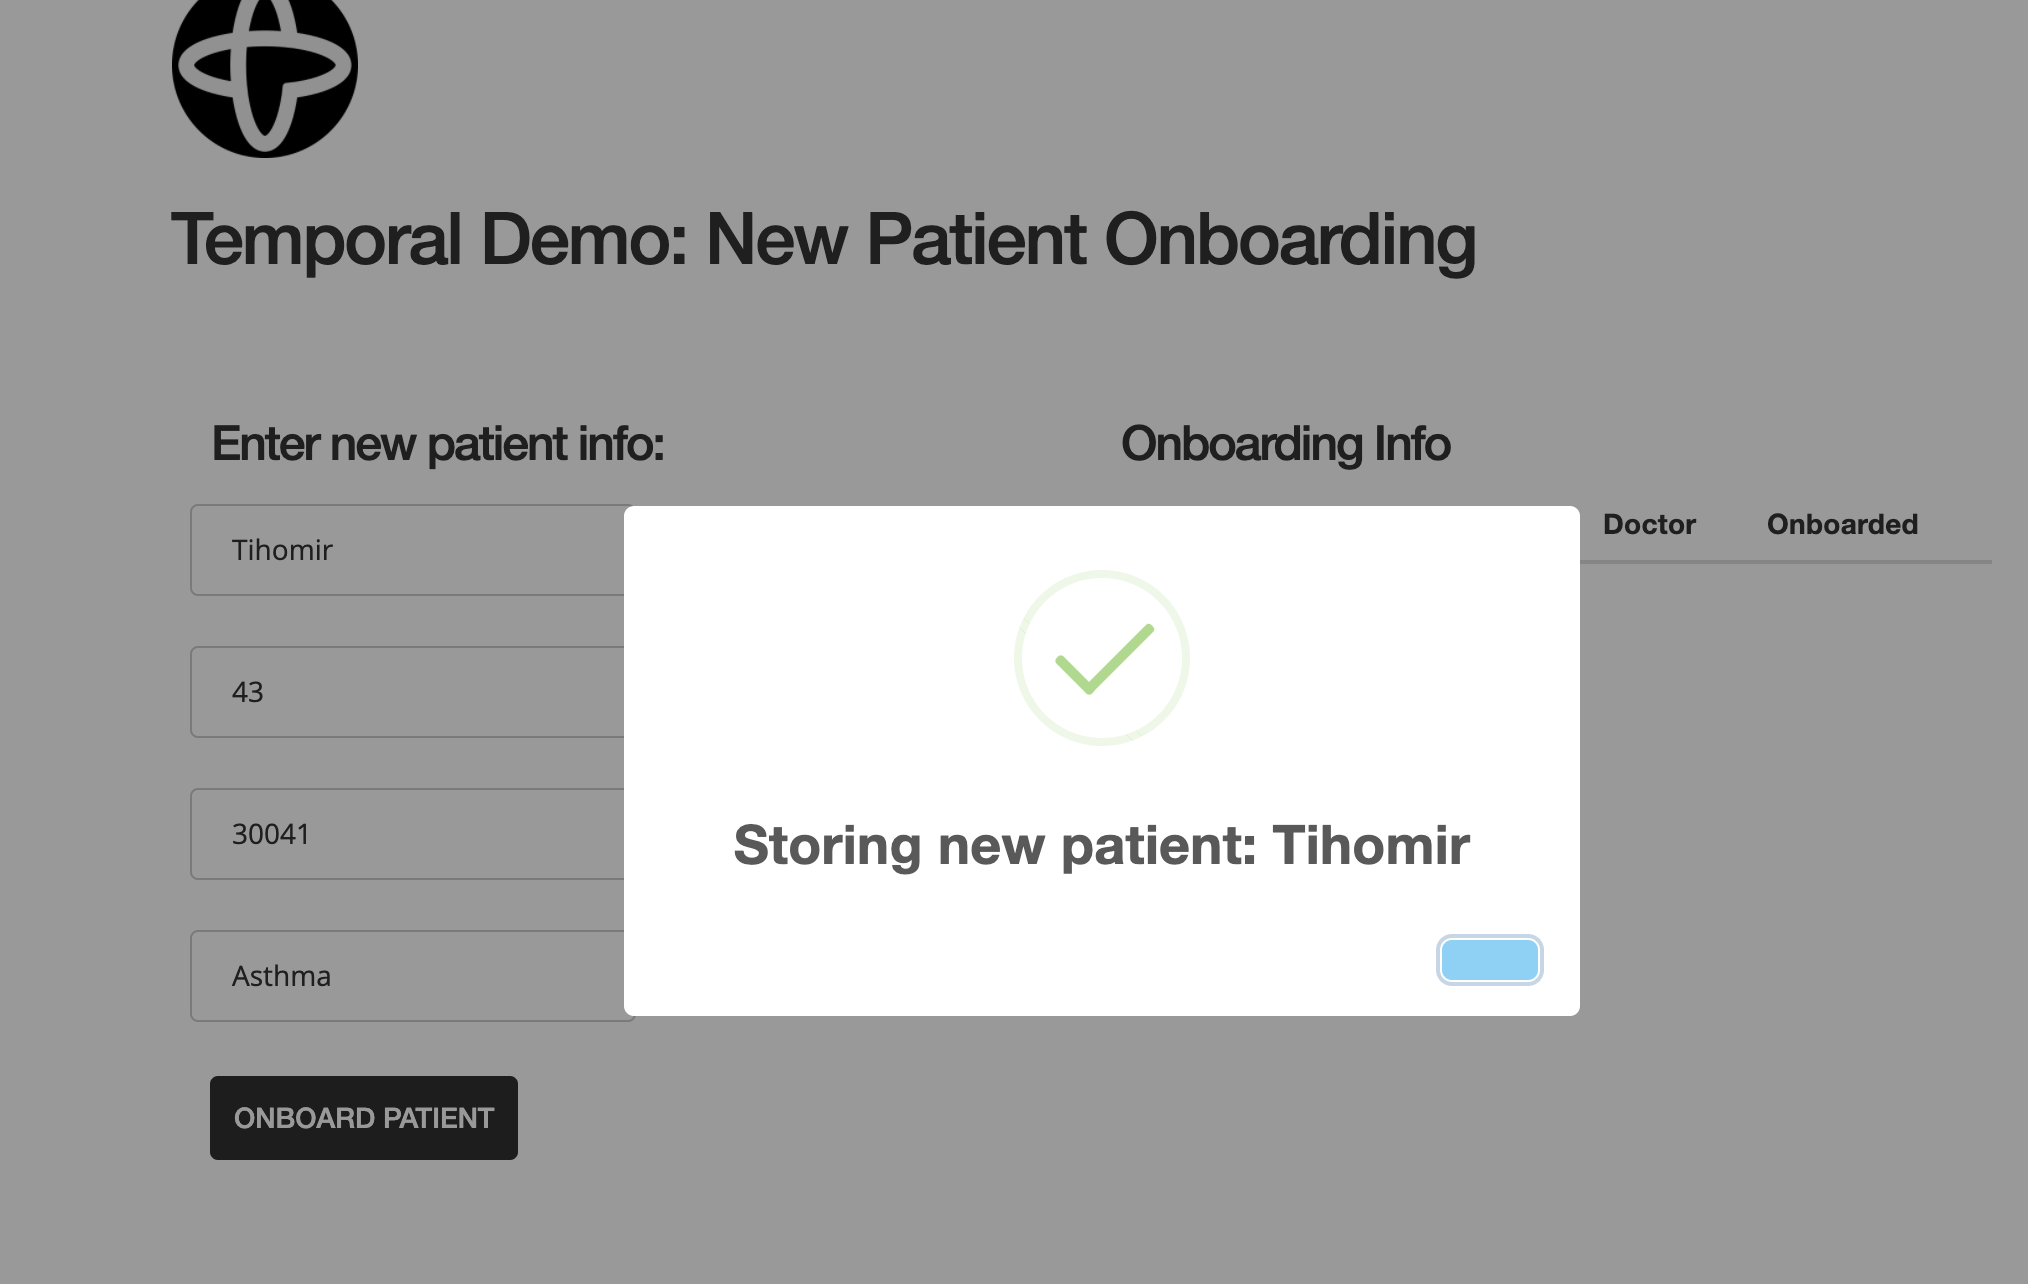 Temporal Demo: New Patient Onboarding
Enter new patient info:
Onboarding Info
Tihomir
Doctor Onboarded
43
30041
Storing new patient: Tihomir
Asthma
ONBOARD PATIENT